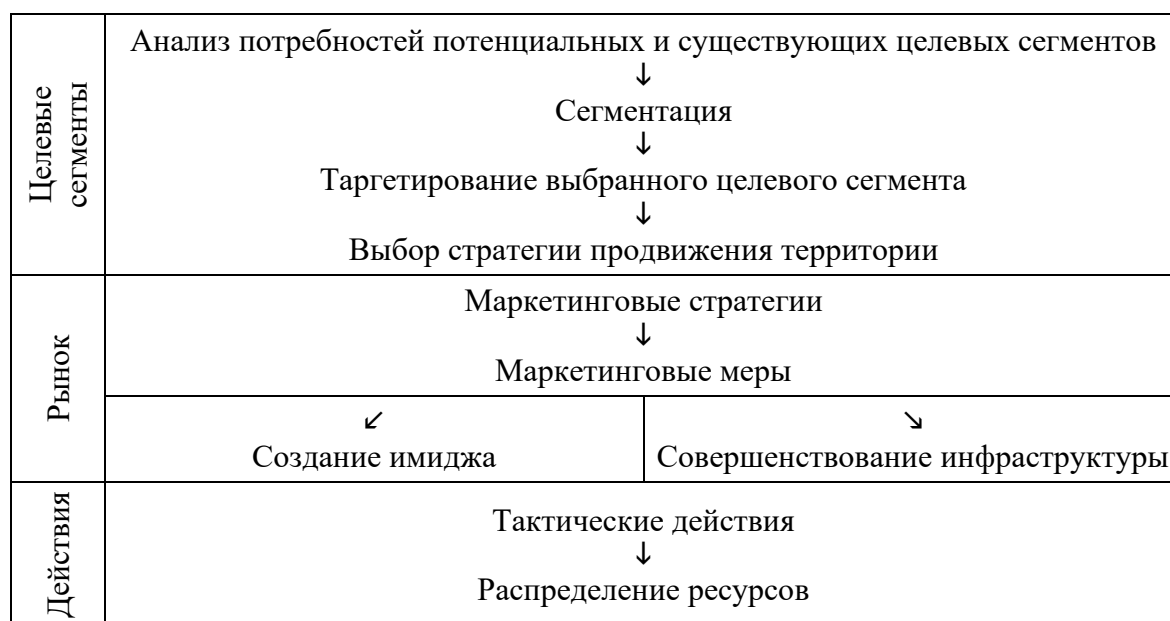 Целевые
сегменты
Анализ потребностей потенциальных и существующих целевых сегментов
↓
Сегментация
↓
Таргетирование выбранного целевого сегмента
↓
Выбор стратегии продвижения территории
Рынок
Маркетинговые стратегии
↓
Маркетинговые меры
↙
Создание имиджа
↘
Совершенствование инфраструктуры
Действия
Тактические действия
↓
Распределение ресурсов